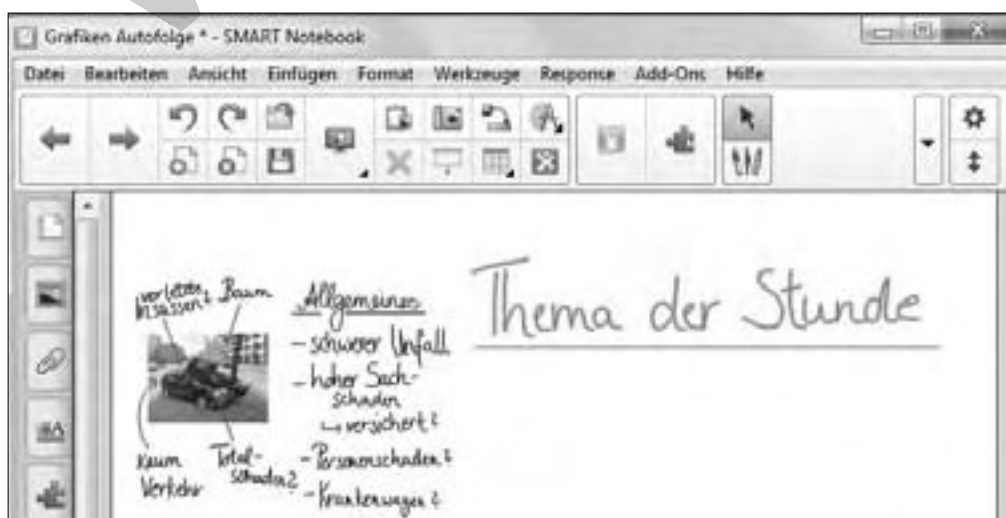 Grafiken Autofolge * - SMART Notebook
Datei Bearbeiten Ansicht Einfügen Format Werkzeuge Response Add-Ons Hilfe
Thema der Stunde
verletzte
Insassen?
Baum
Kaum
Verkehr
Total-
schaden?
Allgemeines
- schwerer Unfall
- hoher Sach-
schaden
↳ versichert?
- Personenschaden?
- Krankenwagen?